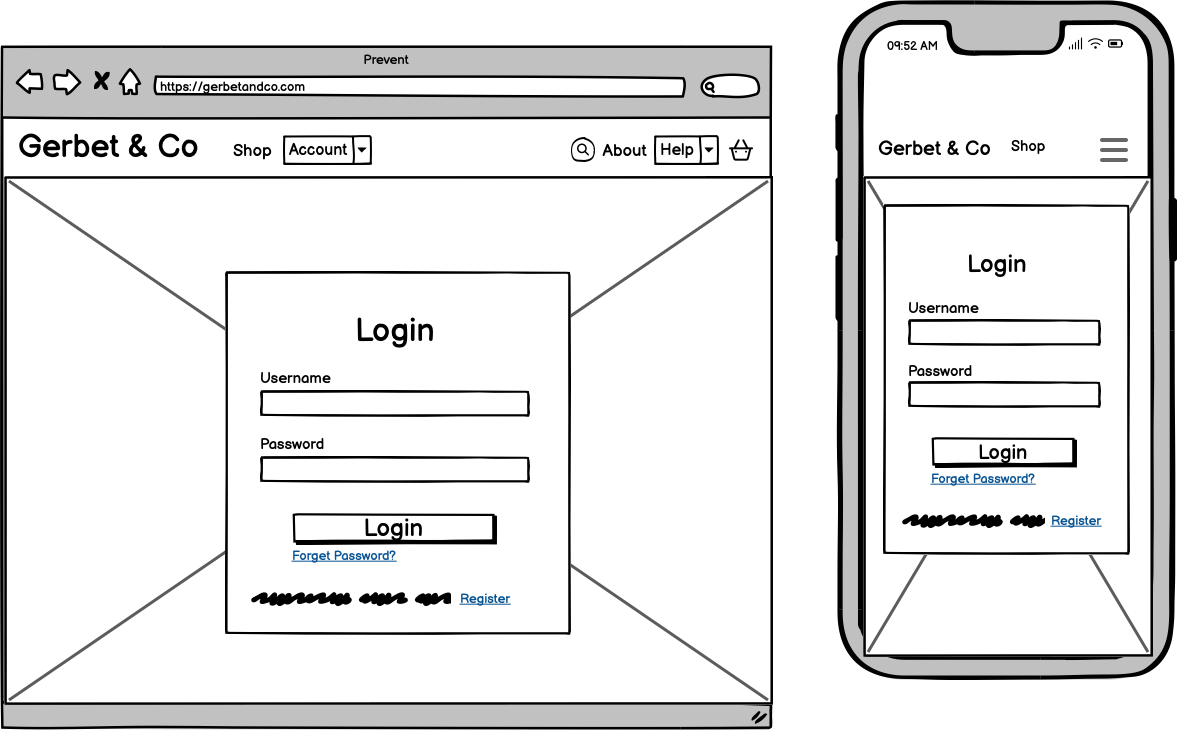 Prevent
https://gerbetandco.com
Gerbet & Co Shop Account About Help
Login
Username
Password
Login
Forget Password?
Register
09:52 AM
Gerbet & Co Shop
Login
Username
Password
Login
Forget Password?
Register